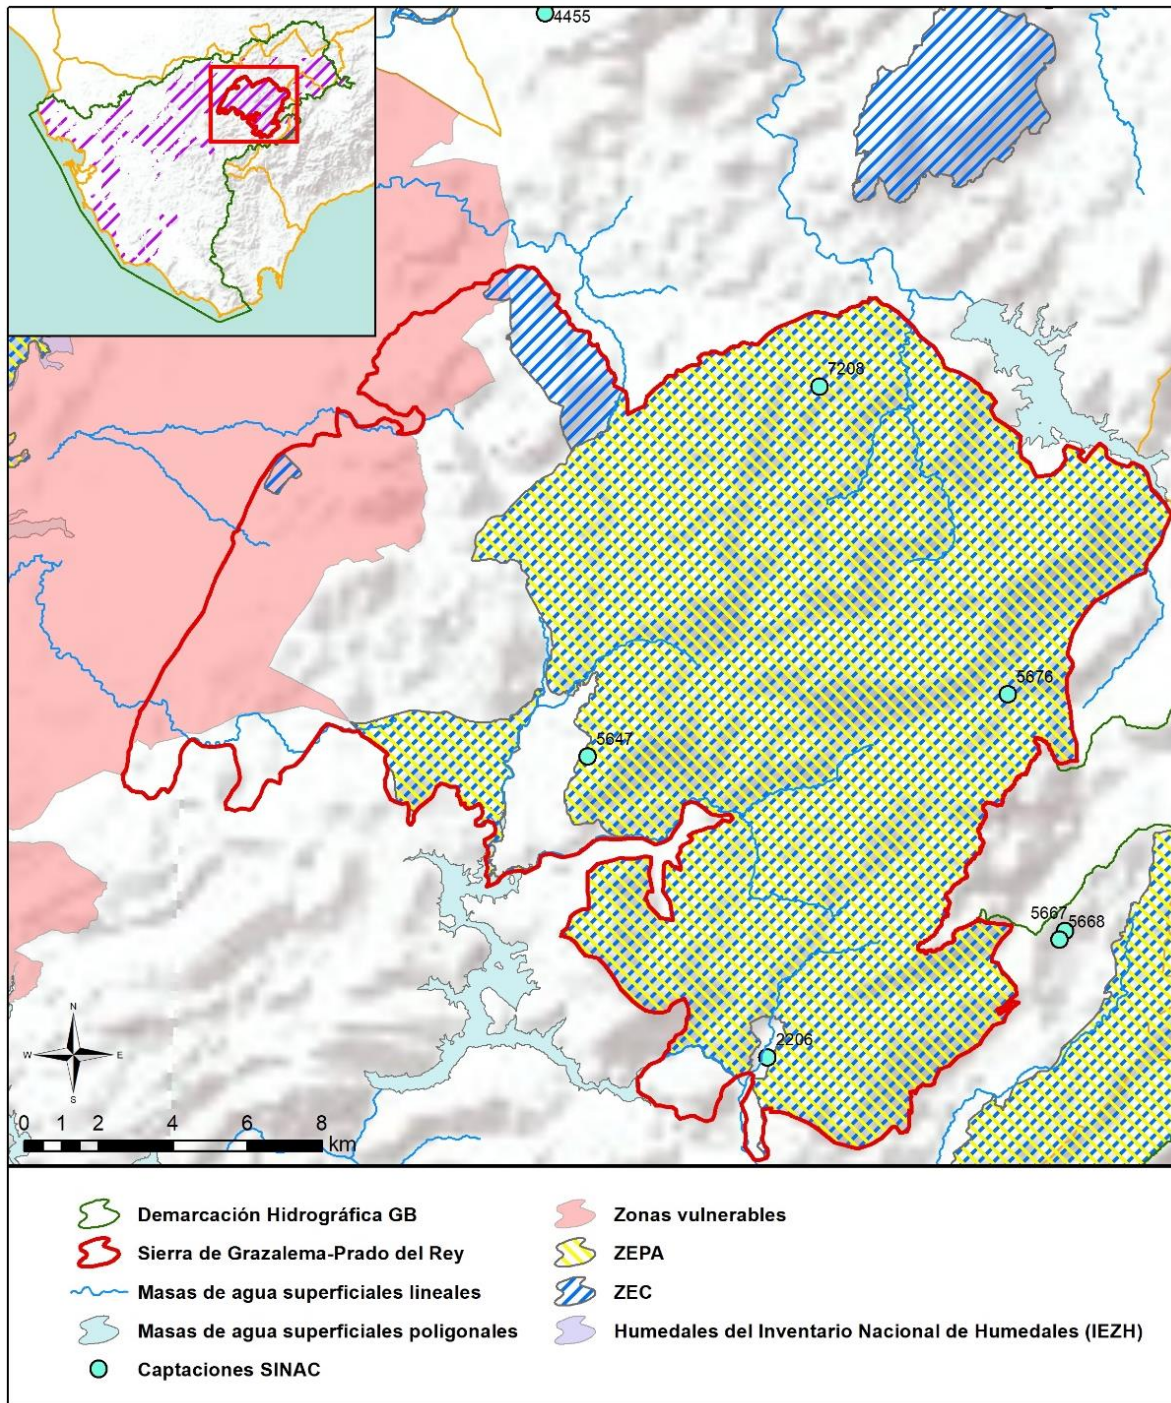 4455
7208
5676
5647
5667
5668
2206
N
W E
S
0 1 2 4 6 8
km
Demarcación Hidrográfica GB
Sierra de Grazalema-Prado del Rey
Masas de agua superficiales lineales
Masas de agua superficiales poligonales
Captaciones SINAC
Zonas vulnerables
ZEPA
ZEC
Humedales del Inventario Nacional de Humedales (IEZH)